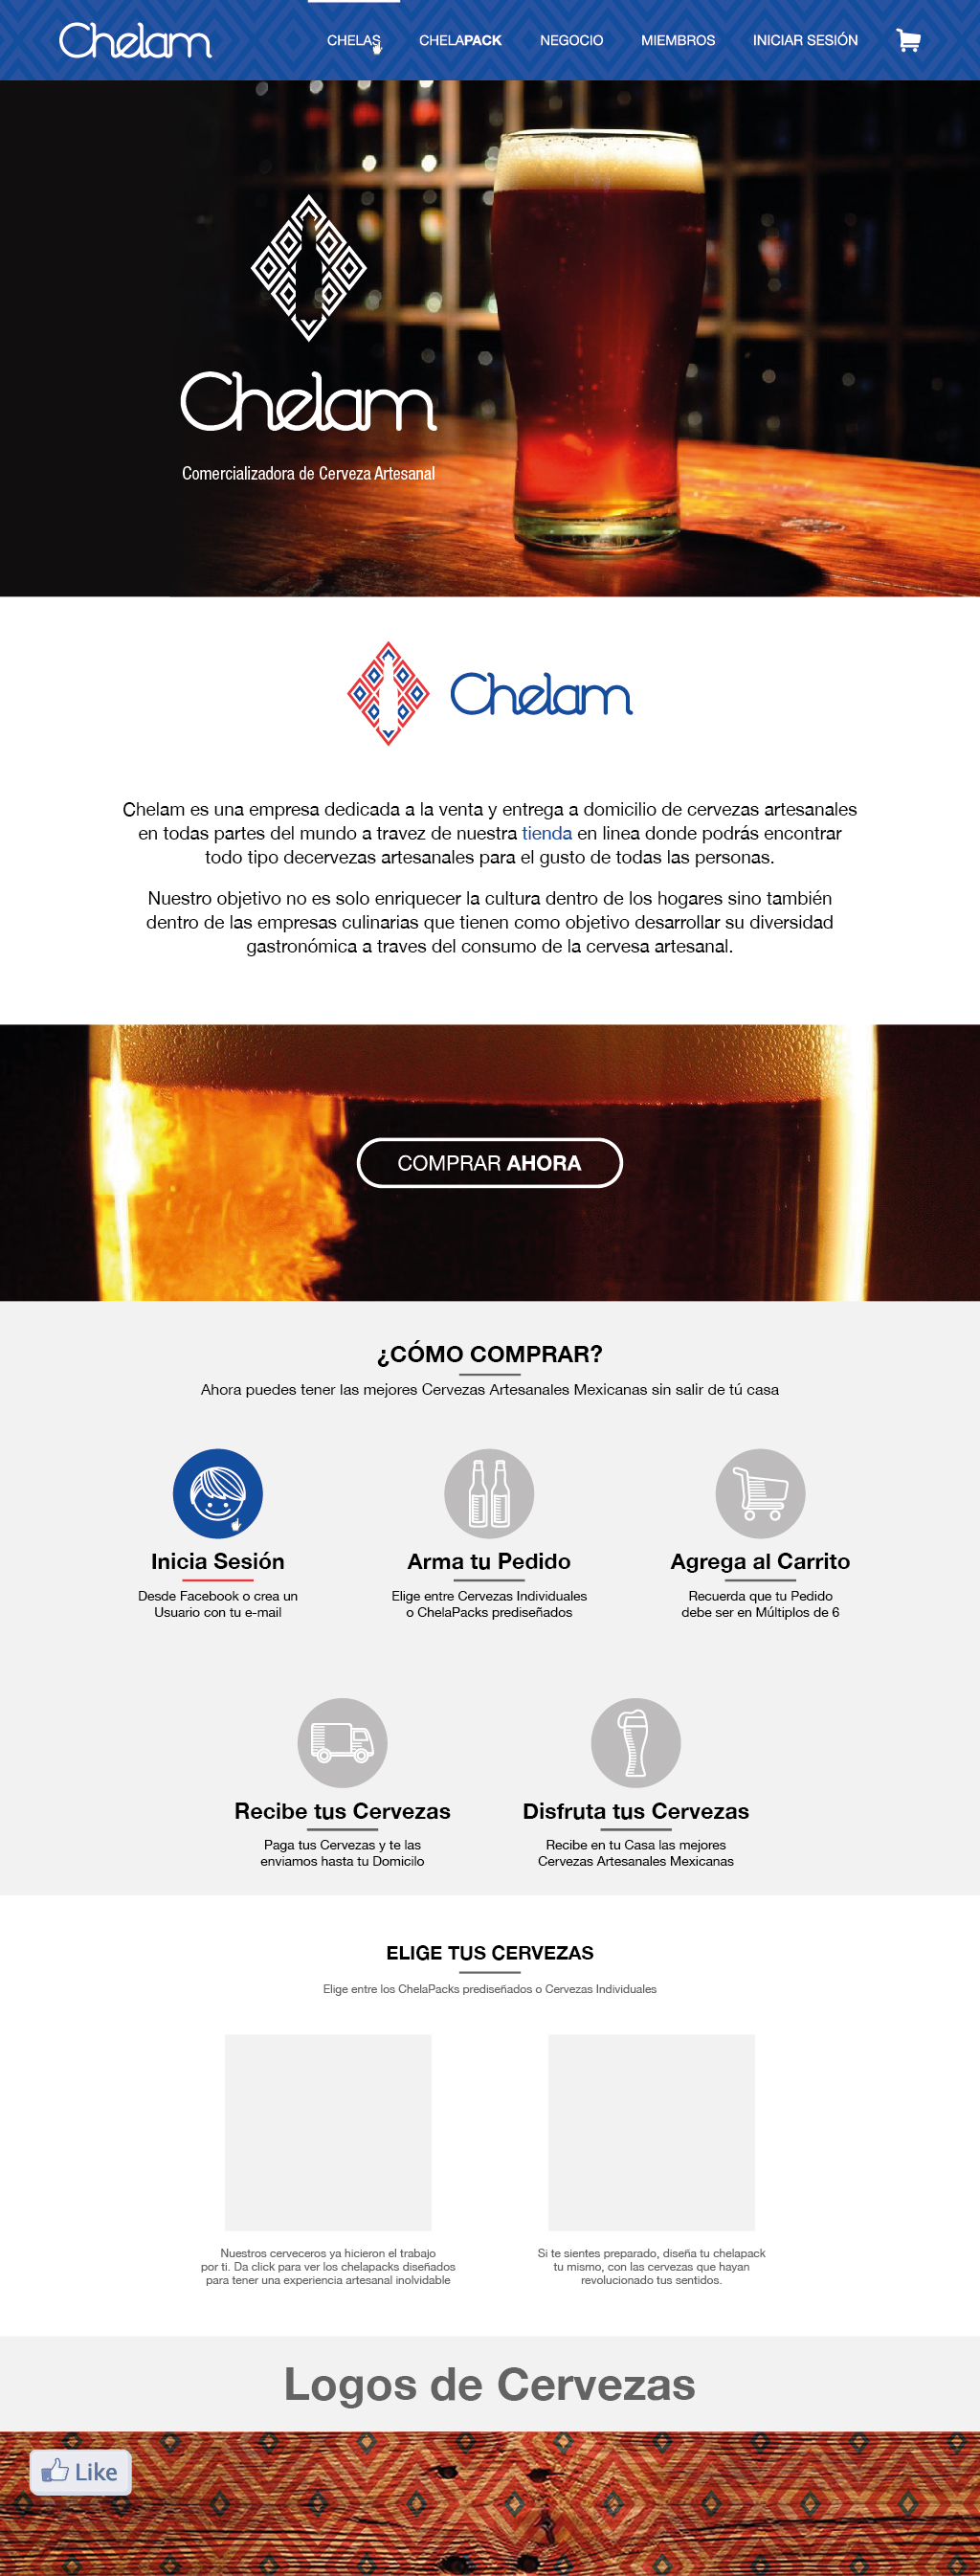 Chelam
CHELAS CHELAPACK NEGOCIO MIEMBROS INICIAR SESIÓN
Chelam
Comercializadora de Cerveza Artesanal
Chelam
Chelam es una empresa dedicada a la venta y entrega a domicilio de cervezas artesanales
en todas partes del mundo a travez de nuestra tienda en linea donde podrás encontrar
todo tipo decervezas artesanales para el gusto de todas las personas.
Nuestro objetivo no es solo enriquecer la cultura dentro de los hogares sino también
dentro de las empresas culinarias que tienen como objetivo desarrollar su diversidad
gastronómica a traves del consumo de la cervesa artesanal.
COMPRAR AHORA
¿CÓMO COMPRAR?
Ahora puedes tener las mejores Cervezas Artesanales Mexicanas sin salir de tú casa
Inicia Sesión
Desde Facebook o crea un
Usuario con tu e-mail
Arma tu Pedido
Elige entre Cervezas Individuales
o ChelaPacks prediseñados
Agrega al Carrito
Recuerda que tu Pedido
debe ser en Múltiplos de 6
Recibe tus Cervezas
Paga tus Cervezas y te las
enviamos hasta tu Domicilo
Disfruta tus Cervezas
Recibe en tu Casa las mejores
Cervezas Artesanales Mexicanas
ELIGE TUS CERVEZAS
Elige entre los ChelaPacks prediseñados o Cervezas Individuales
Nuestros cerveceros ya hicieron el trabajo
por ti. Da click para ver los chelapacks diseñados
para tener una experiencia artesanal inolvidable
Si te sientes preparado, diseña tu chelapack
tu mismo, con las cervezas que hayan
revolucionado tus sentidos.
Logos de Cervezas
Like